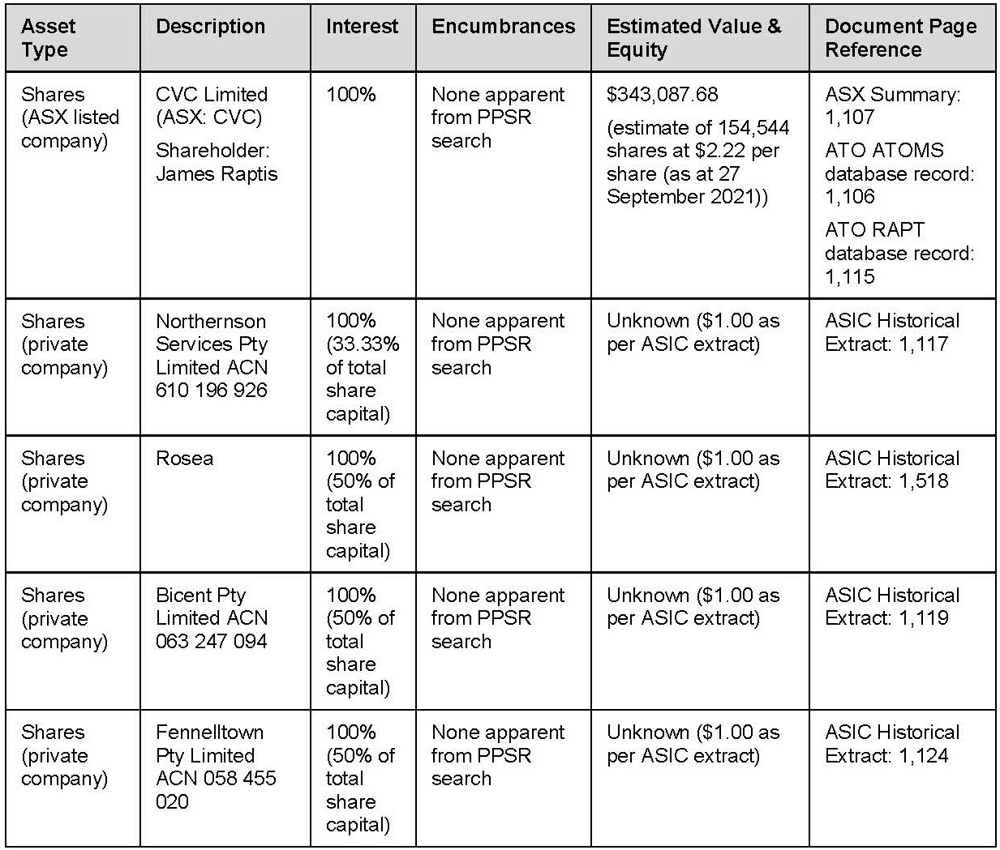 Asset
Type
Description
Interest
Encumbrances
Estimated Value &
Equity
Document Page
Reference
Shares
(ASX listed
company)
CVC Limited
(ASX: CVC)
Shareholder:
James Raptis
100%
None apparent
from PPSR
search
$343,087.68
(estimate of 154,544
shares at $2.22 per
share (as at 27
September 2021))
ASX Summary:
1,107
ATO ATOMS
database record:
1,106
ATO RAPT
database record:
1,115
Shares
(private
company)
Northernson
Services Pty
Limited ACN
610 196 926
100%
(33.33%
of total
share
capital)
None apparent
from PPSR
search
Unknown ($1.00 as
per ASIC extract)
ASIC Historical
Extract: 1,117
Shares
(private
company)
Rosea
100%
(50% of
total
share
capital)
None apparent
from PPSR
search
Unknown ($1.00 as
per ASIC extract)
ASIC Historical
Extract: 1,518
Shares
(private
company)
Bicent Pty
Limited ACN
063 247 094
100%
(50% of
total
share
capital)
None apparent
from PPSR
search
Unknown ($1.00 as
per ASIC extract)
ASIC Historical
Extract: 1,119
Shares
(private
company)
Fennelltown
Pty Limited
ACN 058 455
020
100%
(50% of
total
share
capital)
None apparent
from PPSR
search
Unknown ($1.00 as
per ASIC extract)
ASIC Historical
Extract: 1,124